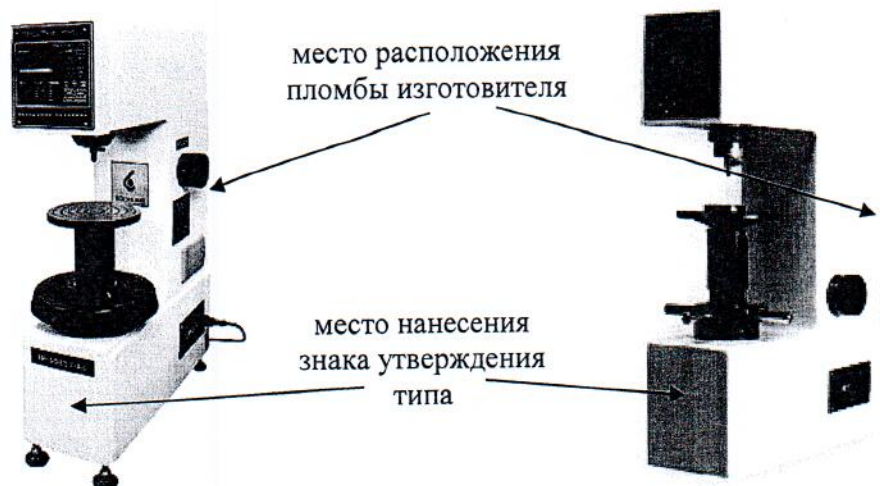 место расположения
пломбы изготовителя
место нанесения
знака утверждения
типа